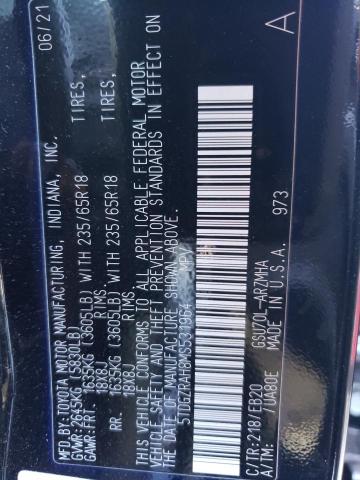 MFD.BY:TOYOTA MOTOR MANUFACTURING, INDIANA, INC. 06/21
GVWR:2645KG (5830LB)
GAWR:FRT. 1635KG (3605LB) WITH 235/65R18 TIRES,
18X8J RIMS,
RR. 1635KG (3605LB) WITH 235/65R18 TIRES,
18X8J RIMS
THIS VEHICLE CONFORMS TO ALL APPLICABLE FEDERAL MOTOR
VEHICLE SAFETY AND THEFT PREVENTION STANDARDS IN EFFECT ON
THE DATE OF MANUFACTURE SHOWN ABOVE.
MPV
973
A
C/TR:218/EB20 GSU70L-ARZMHA
A/TM: /UA80E MADE IN U.S.A.